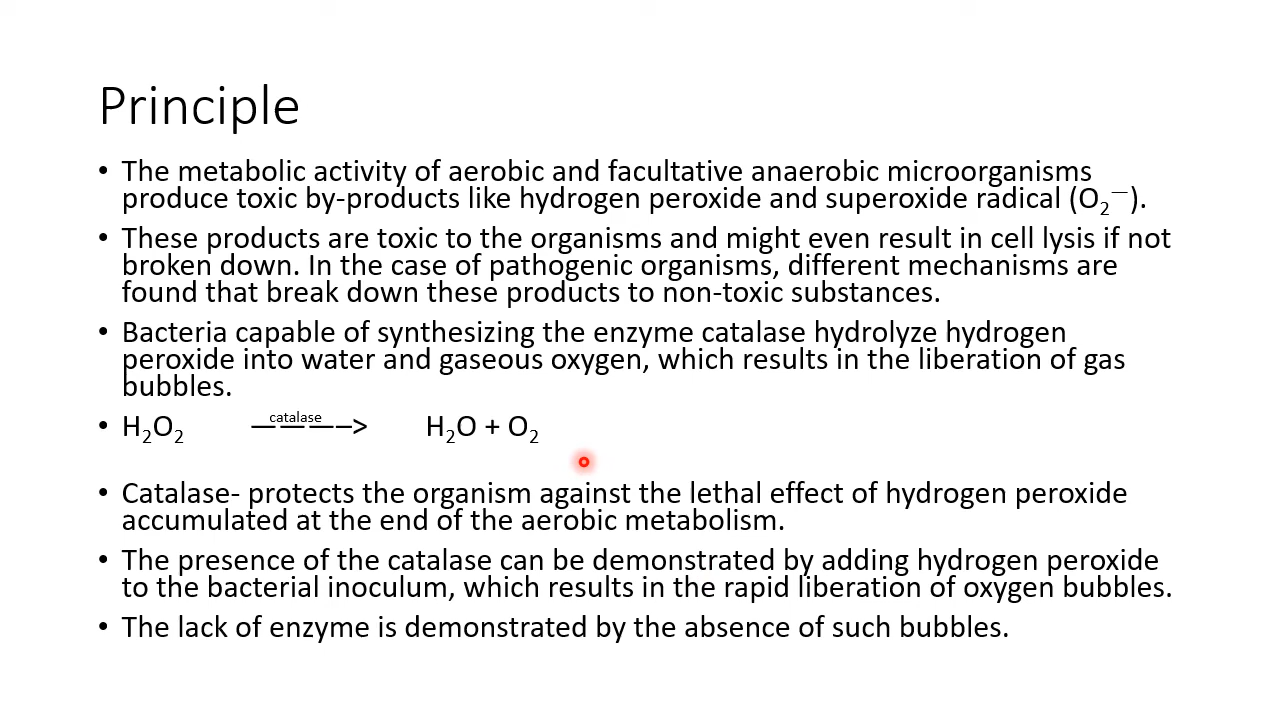 Principle
• The metabolic activity of aerobic and facultative anaerobic microorganisms
produce toxic by-products like hydrogen peroxide and superoxide radical (O₂⁻).
• These products are toxic to the organisms and might even result in cell lysis if not
broken down. In the case of pathogenic organisms, different mechanisms are
found that break down these products to non-toxic substances.
• Bacteria capable of synthesizing the enzyme catalase hydrolyze hydrogen
peroxide into water and gaseous oxygen, which results in the liberation of gas
bubbles.
• H₂O₂ —catalase—–> H₂O + O₂
• Catalase- protects the organism against the lethal effect of hydrogen peroxide
accumulated at the end of the aerobic metabolism.
• The presence of the catalase can be demonstrated by adding hydrogen peroxide
to the bacterial inoculum, which results in the rapid liberation of oxygen bubbles.
• The lack of enzyme is demonstrated by the absence of such bubbles.